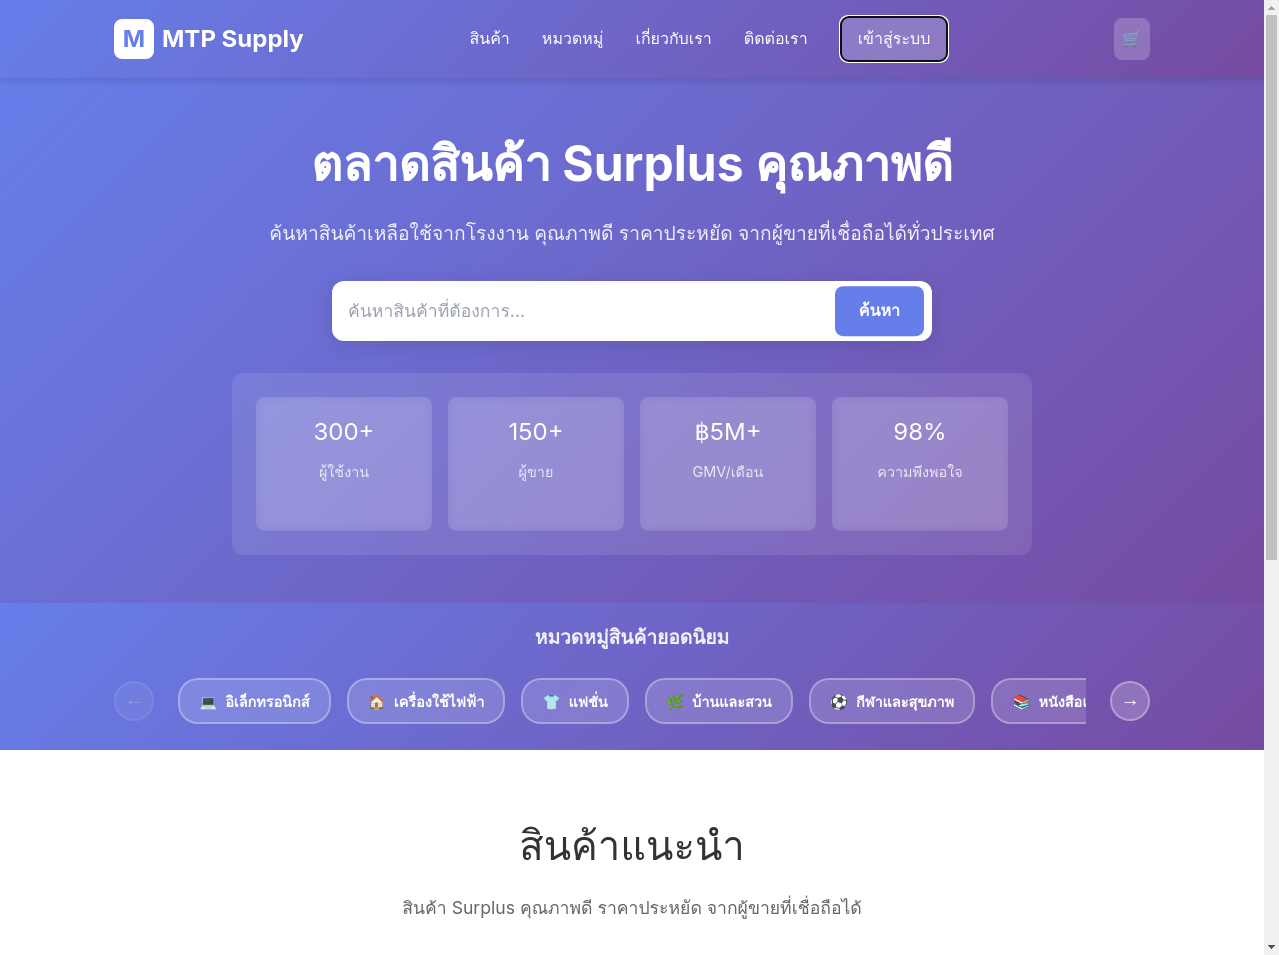 M MTP Supply สินค้า หมวดหมู่ เกี่ยวกับเรา ติดต่อเรา เข้าสู่ระบบ
ตลาดสินค้า Surplus คุณภาพดี
ค้นหาสินค้าเหลือใช้จากโรงงาน คุณภาพดี ราคาประหยัด จากผู้ขายที่เชื่อถือได้ทั่วประเทศ
ค้นหาสินค้าที่ต้องการ... ค้นหา
300+ 150+ ฿5M+ 98%
ผู้ใช้งาน ผู้ขาย GMV/เดือน ความพึงพอใจ
หมวดหมู่สินค้ายอดนิยม
← อิเล็กทรอนิกส์ เครื่องใช้ไฟฟ้า แฟชั่น บ้านและสวน กีฬาและสุขภาพ หนังสือ →
สินค้าแนะนำ
สินค้า Surplus คุณภาพดี ราคาประหยัด จากผู้ขายที่เชื่อถือได้